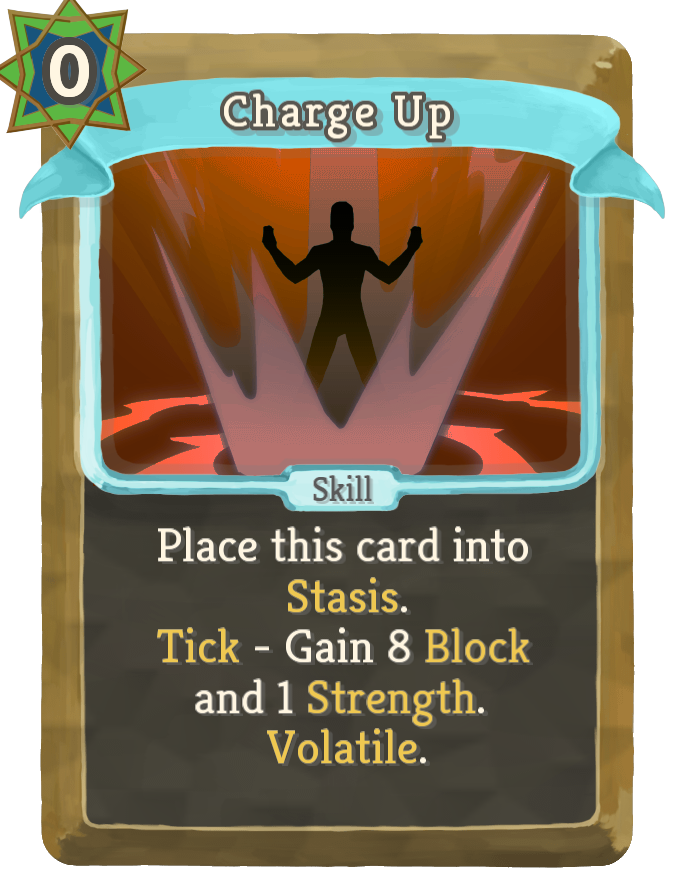 0
Charge Up
Skill
Place this card into
Stasis.
Tick - Gain 8 Block
and 1 Strength.
Volatile.